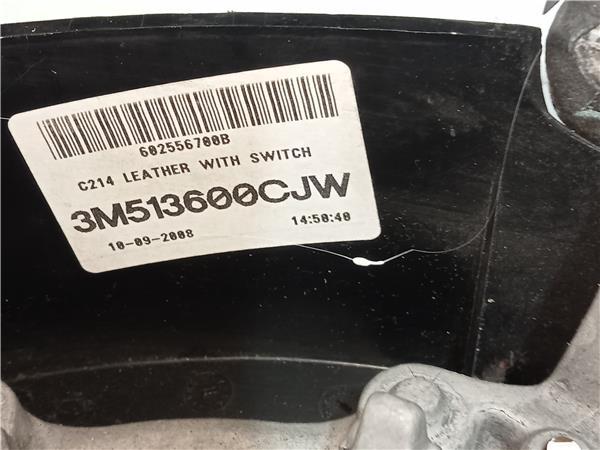 602556700B
C214 LEATHER WITH SWITCH
3M513600CJW
10-09-2008 14:50:40